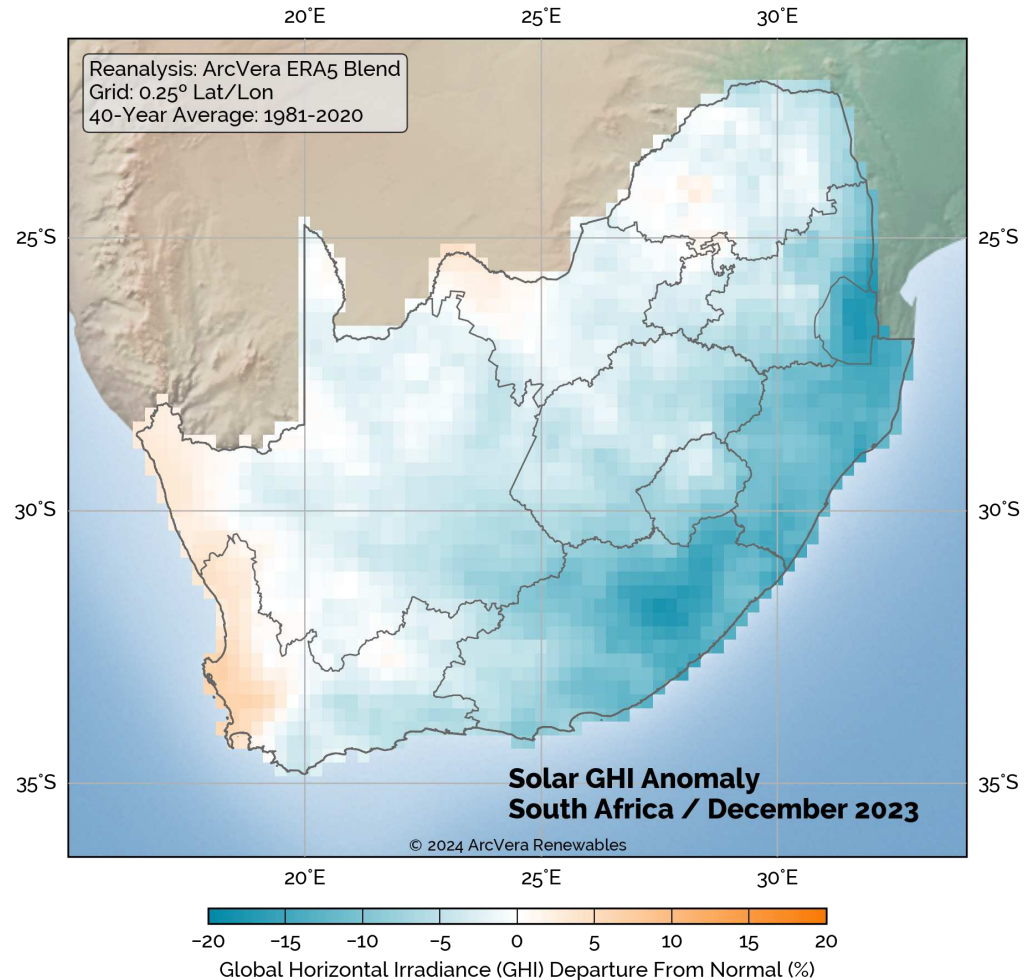 20°E 25°E 30°E
Reanalysis: ArcVera ERA5 Blend
Grid: 0.25º Lat/Lon
40-Year Average: 1981-2020
25°S 25°S
30°S 30°S
35°S 35°S
Solar GHI Anomaly
South Africa / December 2023
© 2024 ArcVera Renewables
20°E 25°E 30°E
−20 −15 −10 −5 0 5 10 15 20
Global Horizontal Irradiance (GHI) Departure From Normal (%)